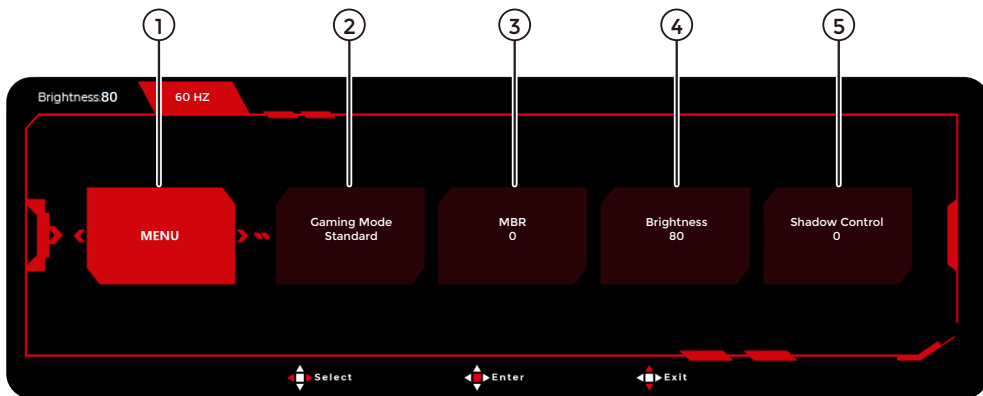 1 2 3 4 5
Brightness:80 60 HZ
MENU
Gaming Mode
Standard
MBR
0
Brightness
80
Shadow Control
0
Select Enter Exit